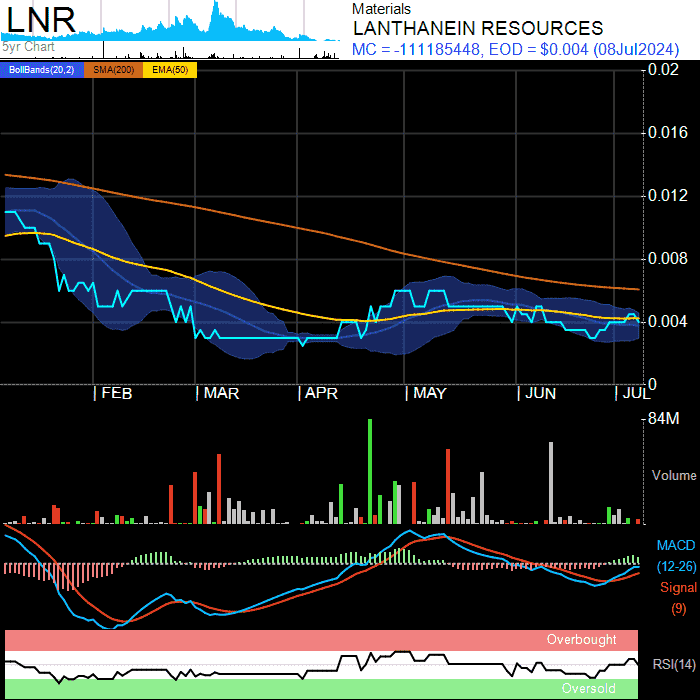 LNR
5yr Chart
Materials
LANTHANEIN RESOURCES
MC = -111185448, EOD = $0.004 (08Jul2024)
BollBands(20,2) SMA(200) EMA(50)
0.02
0.016
0.012
0.008
0.004
0
FEB MAR APR MAY JUN JUL
84M
Volume
MACD
(12-26)
Signal
(9)
Overbought
RSI(14)
Oversold